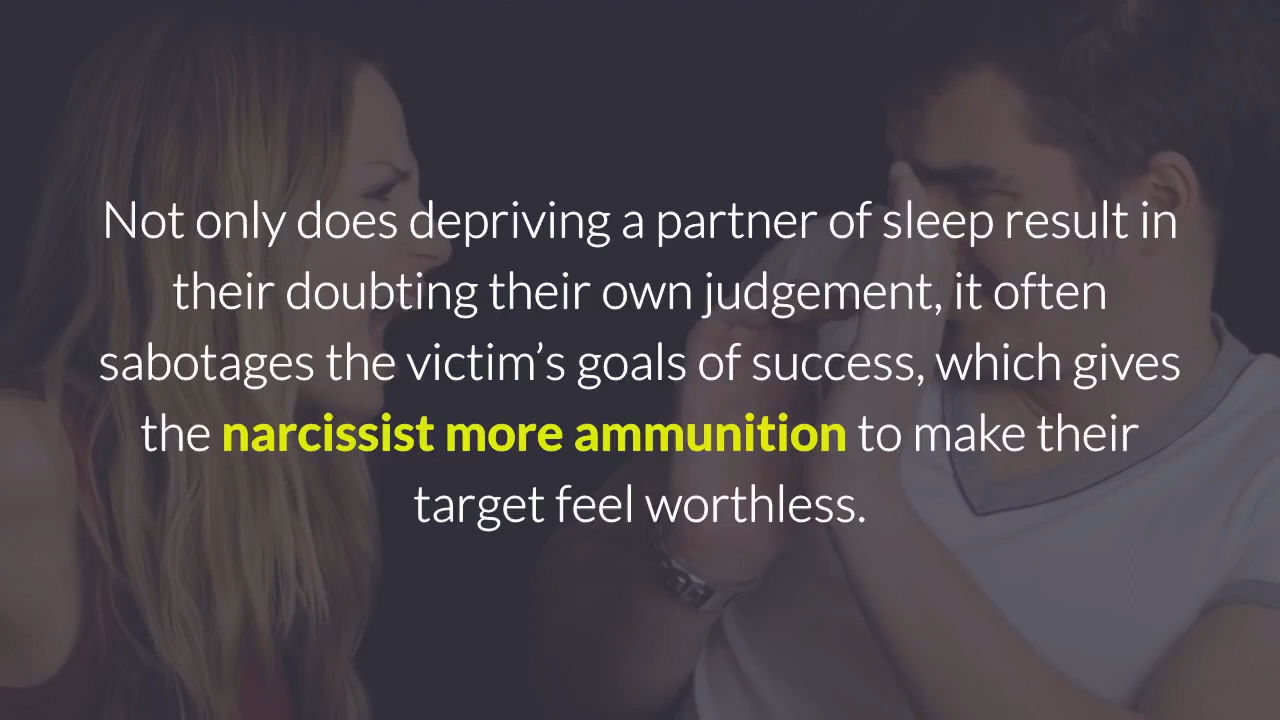 Not only does depriving a partner of sleep result in
their doubting their own judgement, it often
sabotages the victim’s goals of success, which gives
the narcissist more ammunition to make their
target feel worthless.